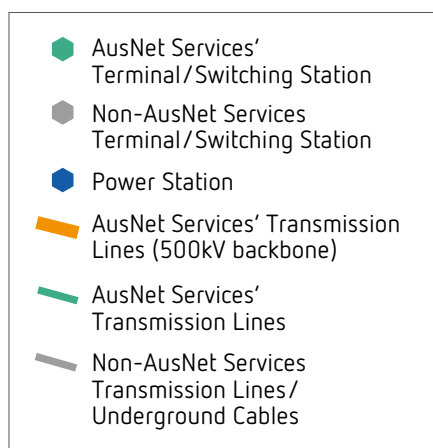 AusNet Services'
Terminal/Switching Station
Non-AusNet Services
Terminal/Switching Station
Power Station
AusNet Services' Transmission
Lines (500kV backbone)
AusNet Services'
Transmission Lines
Non-AusNet Services
Transmission Lines/
Underground Cables